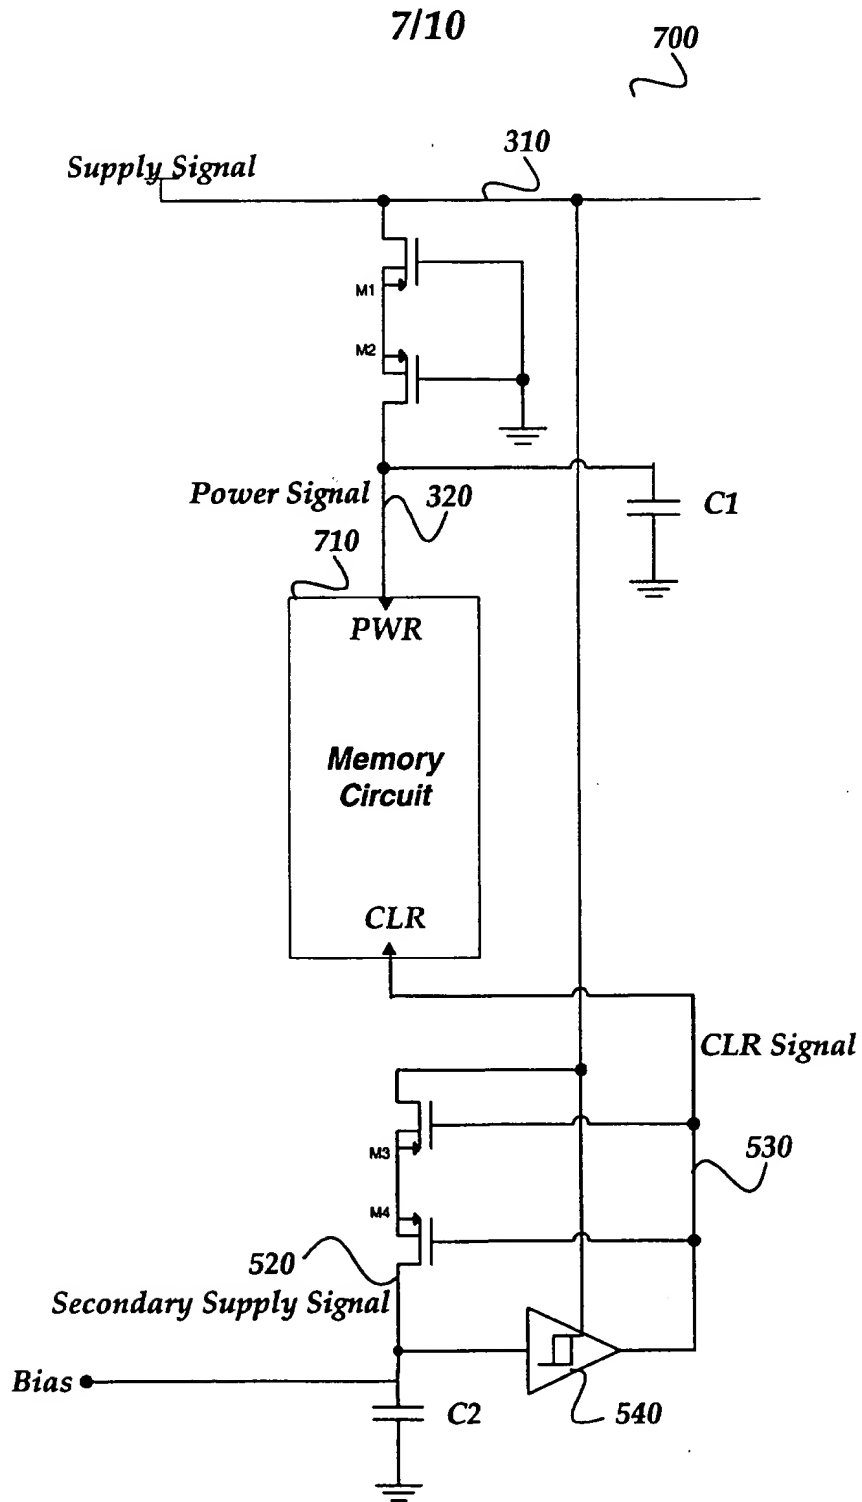 7/10
700
310
Supply Signal
M1
M2
Power Signal
320
C1
710
PWR
Memory
Circuit
CLR
CLR Signal
M3
530
M4
520
Secondary Supply Signal
Bias
C2
540